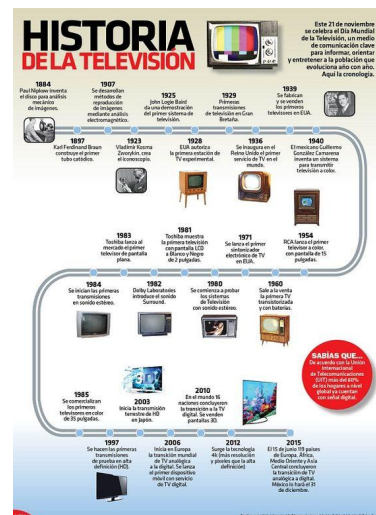 HISTORIA
DE LA TELEVISIÓN
Este 21 de noviembre
se celebra el Día Mundial
de la Televisión, un medio
de comunicación clave
para informar, orientar
y entretener a la población que
evoluciona año con año.
Aquí la cronología.
1884
Paul Nipkow inventa
el disco para análisis
mecánico
de imágenes.
1907
Se desarrollan
métodos de
reproducción de
imágenes
mediante análisis
electromagnético.
1925
John Logie Baird
da una demostración
del primer sistema de
televisión.
1929
Primeras
transmisiones
de televisión en Gran
Bretaña.
1939
Se fabrican
y se venden los
primeros
televisores en EUA.
1897
Karl Ferdinand Braun
construye el primer
tubo catódico.
1923
Vladimir Kosma
Zworykin, crea
el iconoscopio.
1928
EUA autoriza
la primera estación de
TV experimental.
1936
Se inaugura en el
Reino Unido el primer
servicio de TV en el
mundo.
1940
El mexicano Guillermo
González Camarena
inventa un sistema
para transmitir
televisión a color.
1983
Toshiba lanza al
mercado el primer
televisor de pantalla
plana.
1981
Toshiba muestra
la primera televisión
con pantalla LCD
a Blanco y Negro
de 2 pulgadas.
1971
Se lanza el primer
sintonizador
electrónico de TV
en EUA.
1954
RCA lanza el primer
televisor a color,
con pantalla de 15
pulgadas.
1984
Se inician las primeras
transmisiones
en sonido estéreo.
1982
Dolby Laboratories
introduce el sonido
Surround.
1980
Se comienza a probar
los sistemas
de Televisión
con sonido estéreo.
1960
Sale a la venta
la primera TV
transistorizada
y con baterías.
SABÍAS QUE...
De acuerdo con la Unión
Internacional
de Telecomunicaciones
(UIT) más del 80%
de los hogares a nivel
global ya cuentan
con señal digital.
1985
Se comercializan
los primeros
televisores en color
de 35 pulgadas.
2003
Inicia la transmisión
terrestre de HD
en Japón.
2010
En el mundo 16
naciones concluyeron
la transición a la TV
digital. Se venden
pantallas 3D.
1997
Se hacen las primeras
transmisiones
de prueba en alta
definición (HD).
2006
Inicia en Europa
la transición mundial
de TV analógica
a la digital. Se lanza
el primer dispositivo
móvil con servicio
de TV digital.
2012
Surge la tecnología
4k (más resolución
y píxeles que la alta
definición)
2015
El 15 de junio 119 países
de Europa, África,
Medio Oriente y Asia
Central concluyeron
la transición de TV
analógica a digital.
México lo hará el 31
de diciembre.